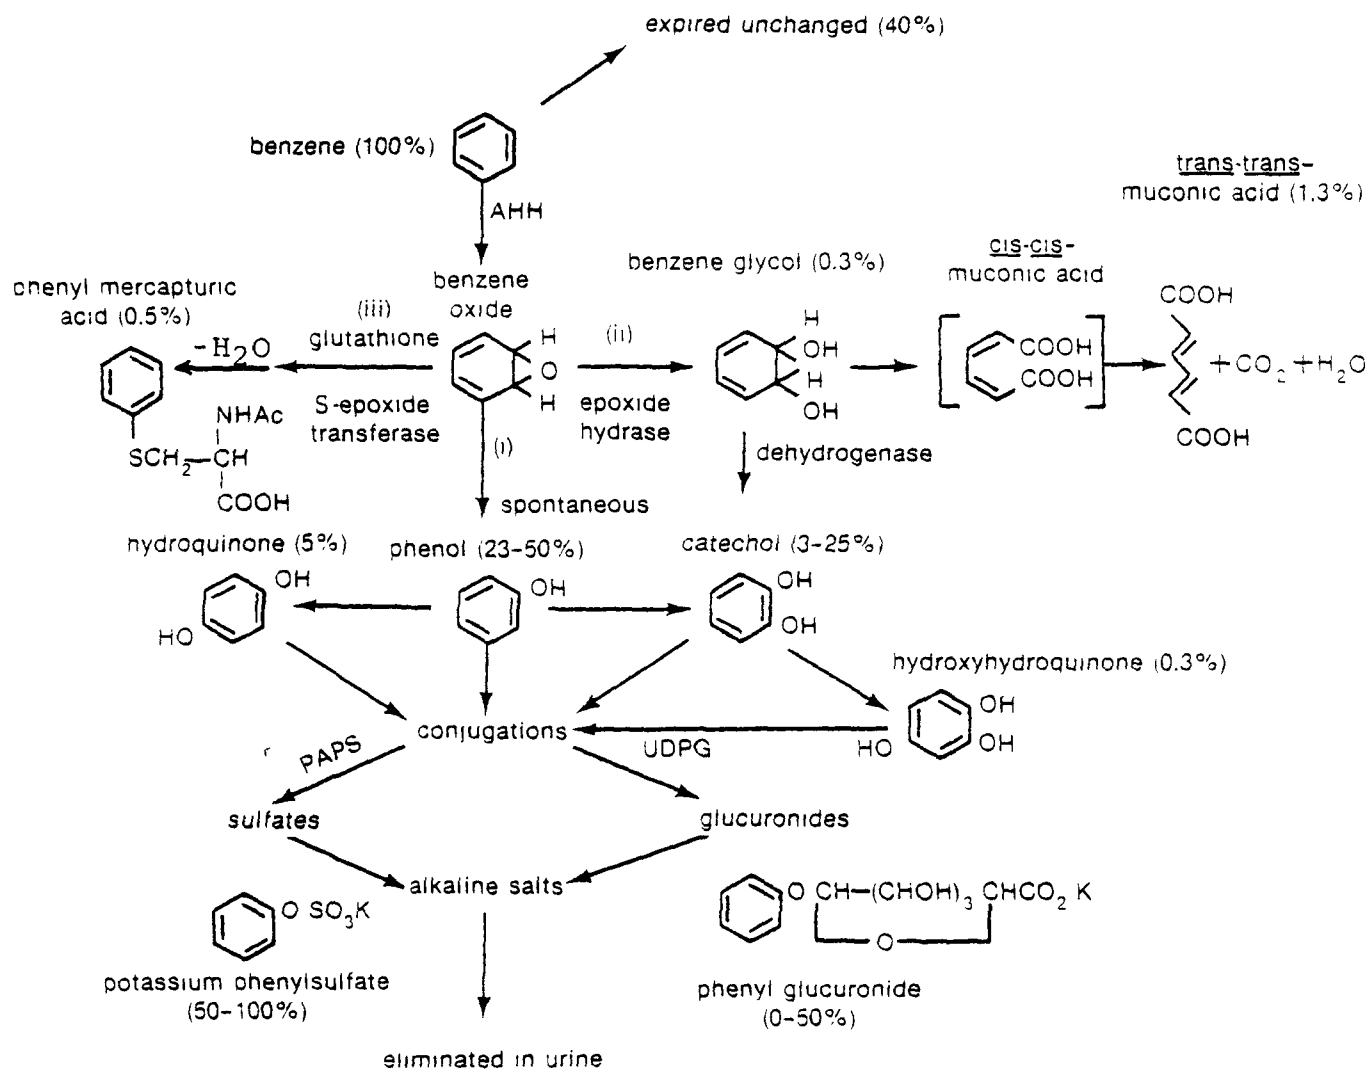 expired unchanged (40%)
benzene (100%)
AHH
trans-trans-
muconic acid (1.3%)
benzene
oxide
benzene glycol (0.3%)
cis-cis-
muconic acid
phenyl mercapturic
acid (0.5%)
(iii)
glutathione
-H2O
S-epoxide
transferase
H
O
H
(ii)
epoxide
hydrase
H
OH
H
OH
COOH
COOH
COOH
COOH
+CO2+H2O
NHAc
SCH2-CH
COOH
(i)
spontaneous
dehydrogenase
hydroquinone (5%)
phenol (23-50%)
catechol (3-25%)
OH
HO
OH
OH
OH
hydroxyhydroquinone (0.3%)
OH
OH
HO
conjugations
PAPS
UDPG
sulfates
glucuronides
alkaline salts
O SO3K
O CH-(CHOH)3 CHCO2 K
O
potassium phenylsulfate
(50-100%)
phenyl glucuronide
(0-50%)
eliminated in urine